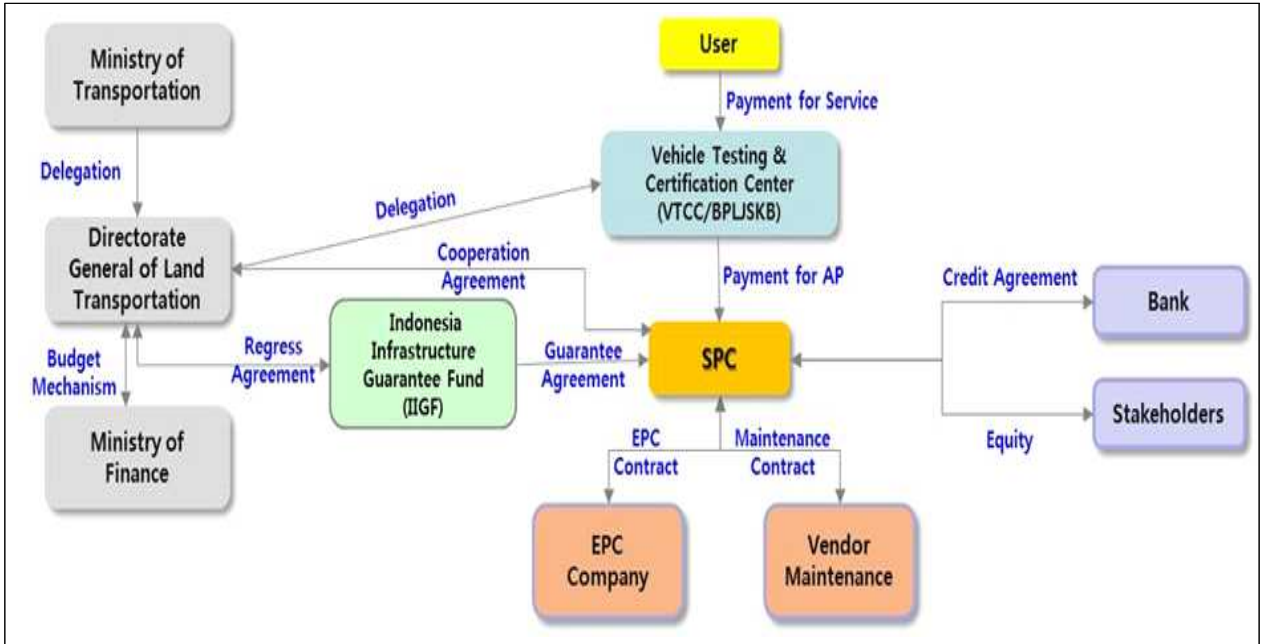 Ministry of
Transportation
User
Payment for Service
Delegation
Vehicle Testing &
Certification Center
(VTCC/BPLJSKB)
Delegation
Directorate
General of Land
Transportation
Cooperation
Agreement
Payment for AP
Credit Agreement
Bank
Budget
Mechanism
Regress
Agreement
Indonesia
Infrastructure
Guarantee Fund
(IIGF)
Guarantee
Agreement
SPC
Stakeholders
Equity
Ministry of
Finance
EPC
Contract
Maintenance
Contract
EPC
Company
Vendor
Maintenance